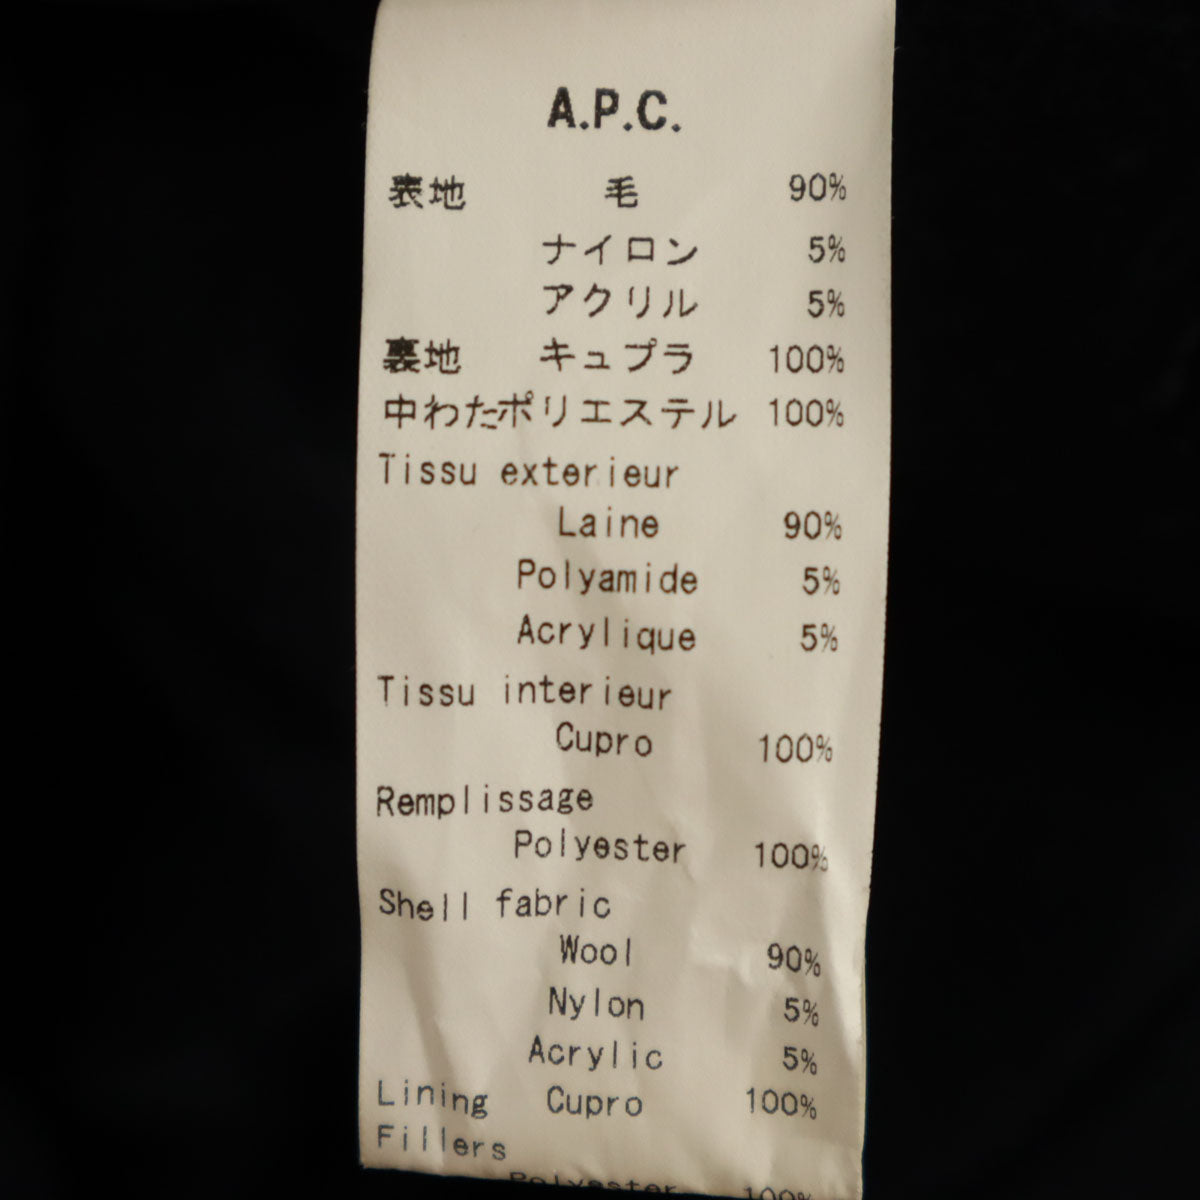 A.P.C.
表地 毛 90%
ナイロン 5%
アクリル 5%
裏地 キュプラ 100%
中わたポリエステル 100%
Tissu exterieur
Laine 90%
Polyamide 5%
Acrylique 5%
Tissu interieur
Cupro 100%
Remplissage
Polyester 100%
Shell fabric
Wool 90%
Nylon 5%
Acrylic 5%
Lining Cupro 100%
Fillers
Polyester 100%